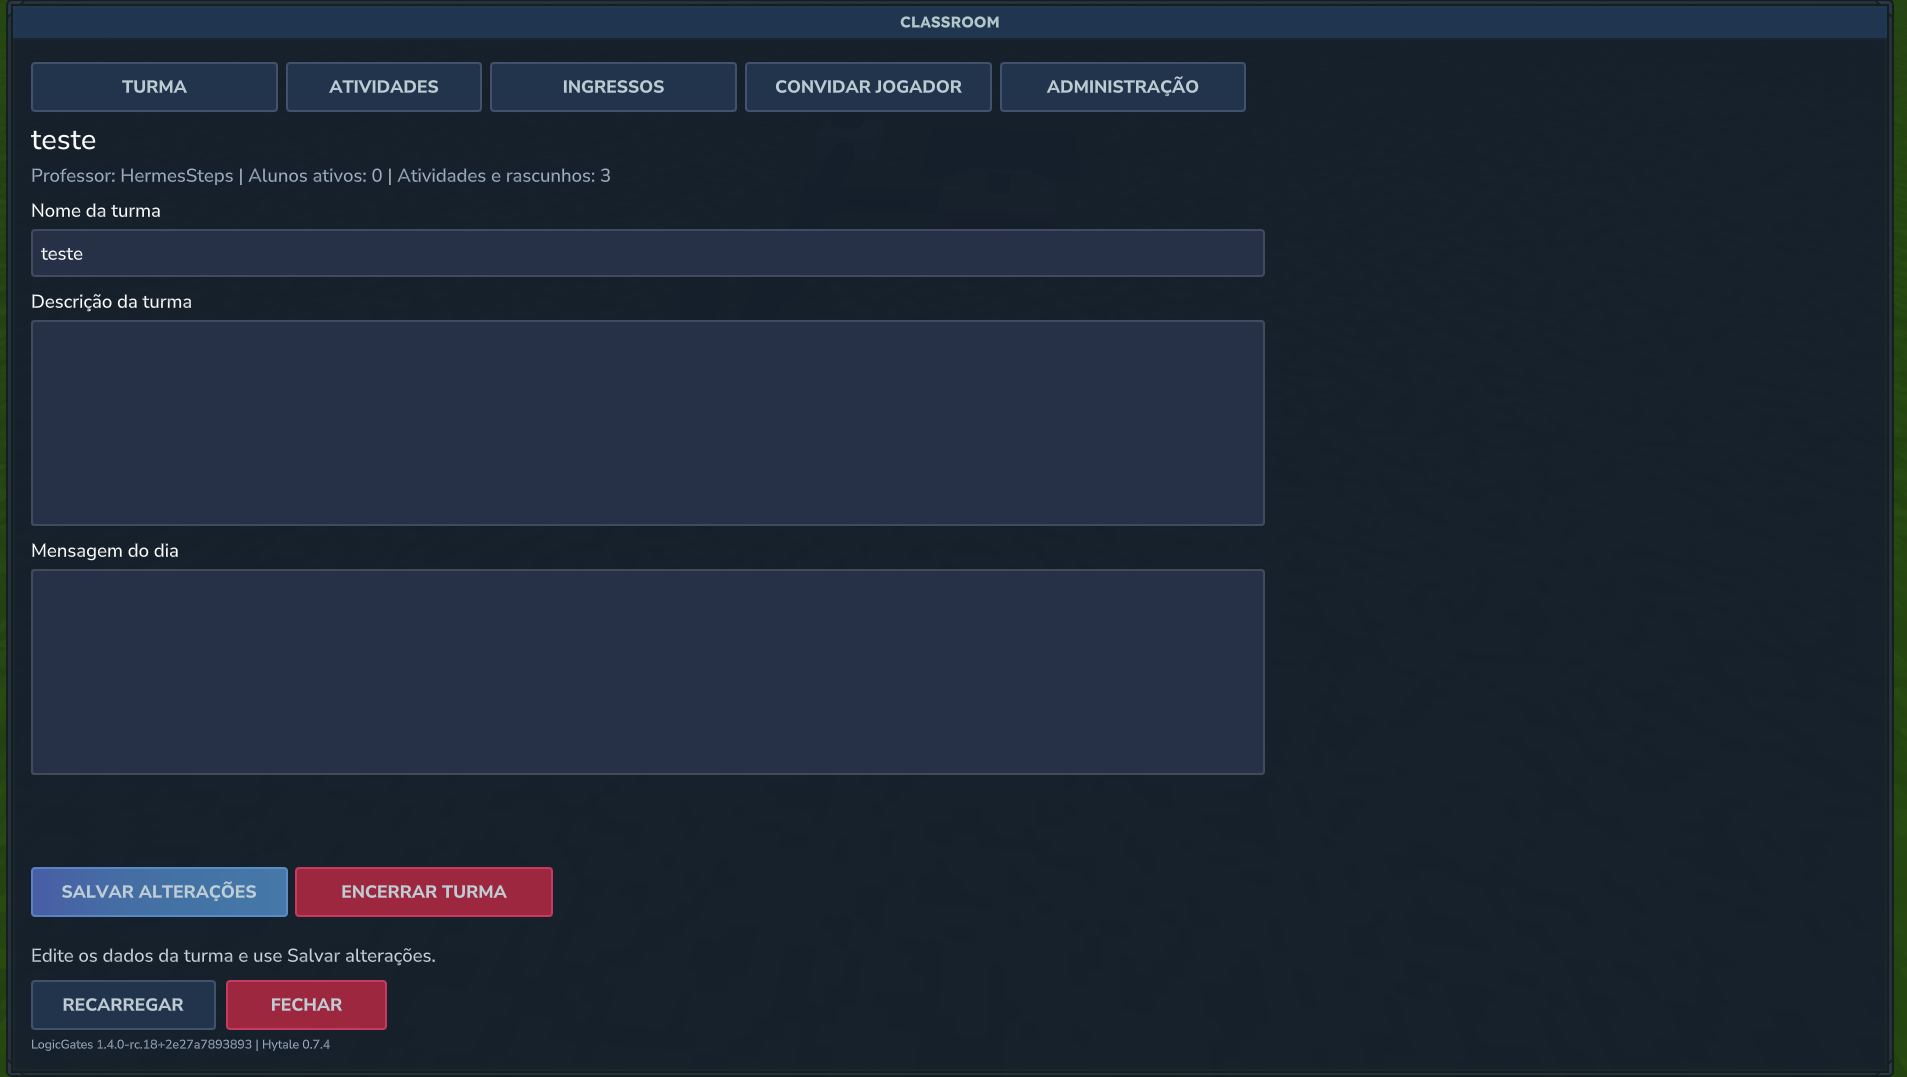 CLASSROOM
TURMA
ATIVIDADES
INGRESSOS
CONVIDAR JOGADOR
ADMINISTRAÇÃO
teste
Professor: HermesSteps | Alunos ativos: 0 | Atividades e rascunhos: 3
Nome da turma
teste
Descrição da turma
Mensagem do dia
SALVAR ALTERAÇÕES
ENCERRAR TURMA
Edite os dados da turma e use Salvar alterações.
RECARREGAR
FECHAR
LogicGates 1.4.0-rc.18+2e27a7893893 | Hytale 0.7.4